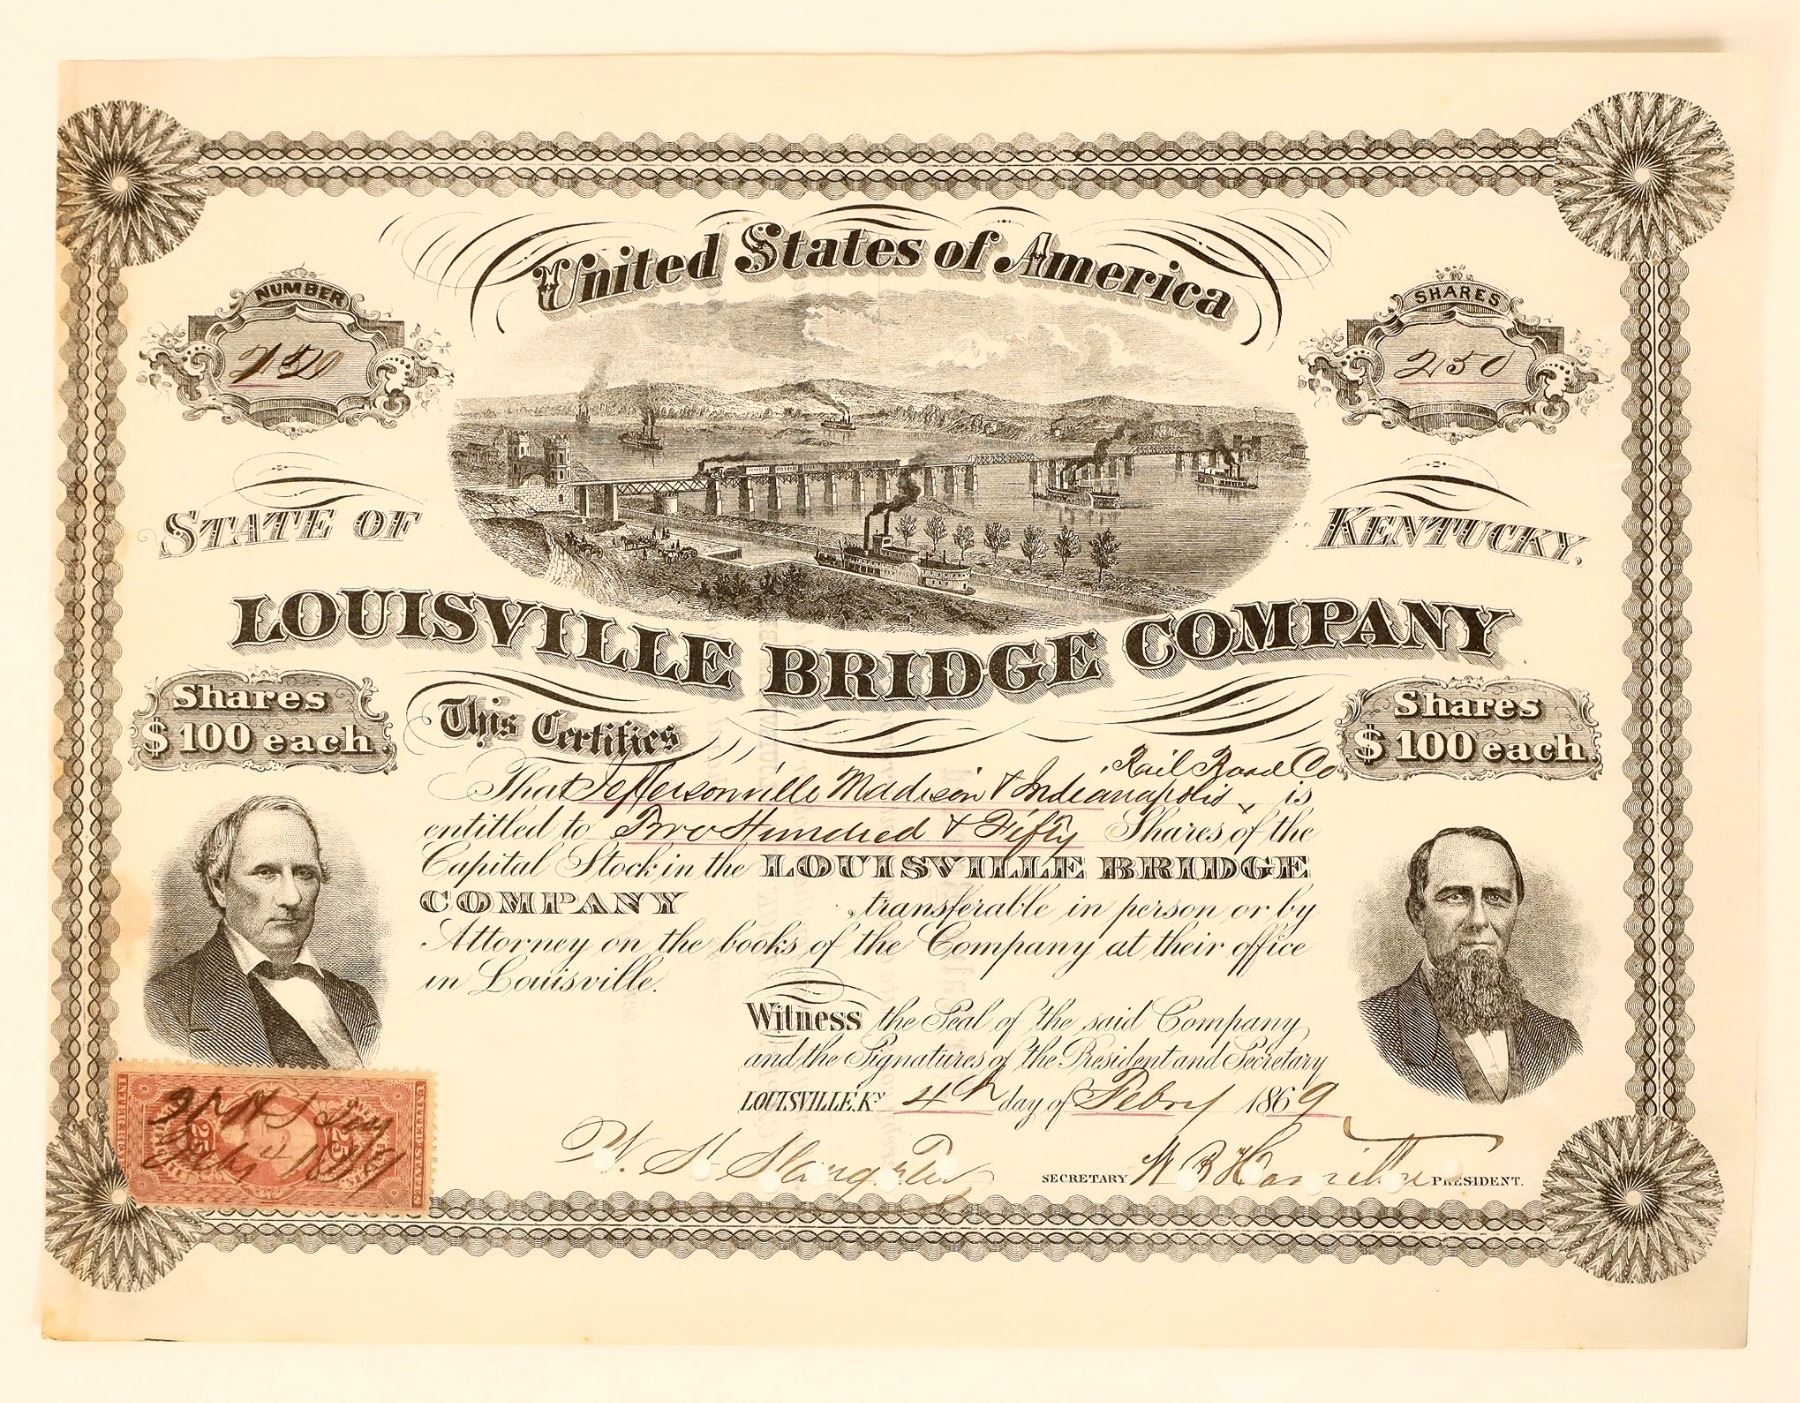 United States of America
NUMBER
SHARES
250
STATE OF
KENTUCKY,
LOUISVILLE BRIDGE COMPANY
Shares
$100 each.
Shares
$100 each.
This Certifies
Rail Road Co
That Jeffersonville Madison & Indianapolis is
entitled to Two Hundred & Fifty Shares of the
Capital Stock in the LOUISVILLE BRIDGE
COMPANY , transferable in person or by
Attorney on the books of the Company at their office
in Louisville.
Witness the Seal of the said Company
and the Signatures of the President and Secretary
LOUISVILLE, Ky 4th day of Febry 1869
SECRETARY W B Hamilton PRESIDENT.
25 25